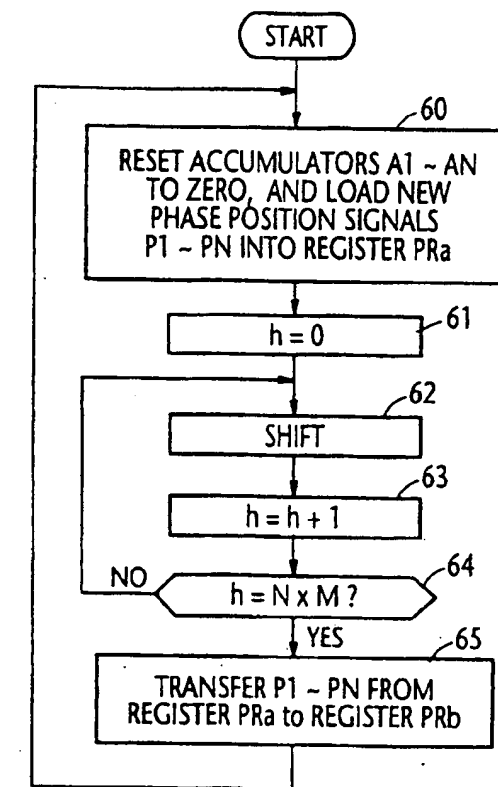 START
60
RESET ACCUMULATORS A1 ~ AN
TO ZERO, AND LOAD NEW
PHASE POSITION SIGNALS
P1 ~ PN INTO REGISTER PRa
61
h = 0
62
SHIFT
63
h = h + 1
64
NO
h = N x M ?
YES
65
TRANSFER P1 ~ PN FROM
REGISTER PRa to REGISTER PRb